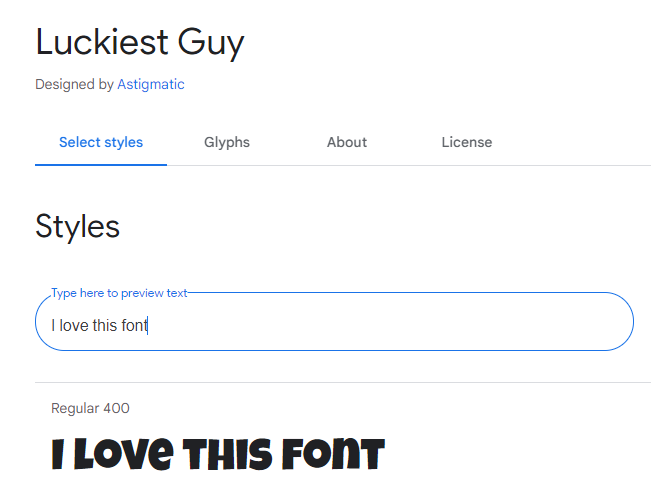 Luckiest Guy
Designed by Astigmatic
Select styles Glyphs About License
Styles
Type here to preview text
I love this font
Regular 400
I Love This Font